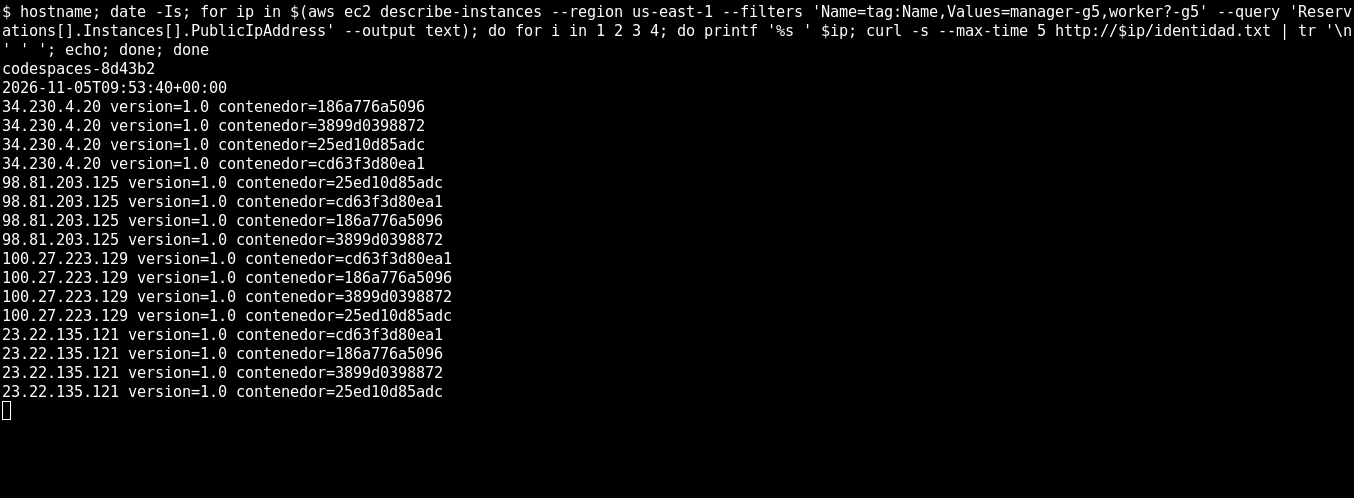 $ hostname; date -Is; for ip in $(aws ec2 describe-instances --region us-east-1 --filters 'Name=tag:Name,Values=manager-g5,worker?-g5' --query 'Reserv
ations[].Instances[].PublicIpAddress' --output text); do for i in 1 2 3 4; do printf '%s ' $ip; curl -s --max-time 5 http://$ip/identidad.txt | tr '\n
' ' '; echo; done; done
codespaces-8d43b2
2026-11-05T09:53:40+00:00
34.230.4.20 version=1.0 contenedor=186a776a5096
34.230.4.20 version=1.0 contenedor=3899d0398872
34.230.4.20 version=1.0 contenedor=25ed10d85adc
34.230.4.20 version=1.0 contenedor=cd63f3d80ea1
98.81.203.125 version=1.0 contenedor=25ed10d85adc
98.81.203.125 version=1.0 contenedor=cd63f3d80ea1
98.81.203.125 version=1.0 contenedor=186a776a5096
98.81.203.125 version=1.0 contenedor=3899d0398872
100.27.223.129 version=1.0 contenedor=cd63f3d80ea1
100.27.223.129 version=1.0 contenedor=186a776a5096
100.27.223.129 version=1.0 contenedor=3899d0398872
100.27.223.129 version=1.0 contenedor=25ed10d85adc
23.22.135.121 version=1.0 contenedor=cd63f3d80ea1
23.22.135.121 version=1.0 contenedor=186a776a5096
23.22.135.121 version=1.0 contenedor=3899d0398872
23.22.135.121 version=1.0 contenedor=25ed10d85adc